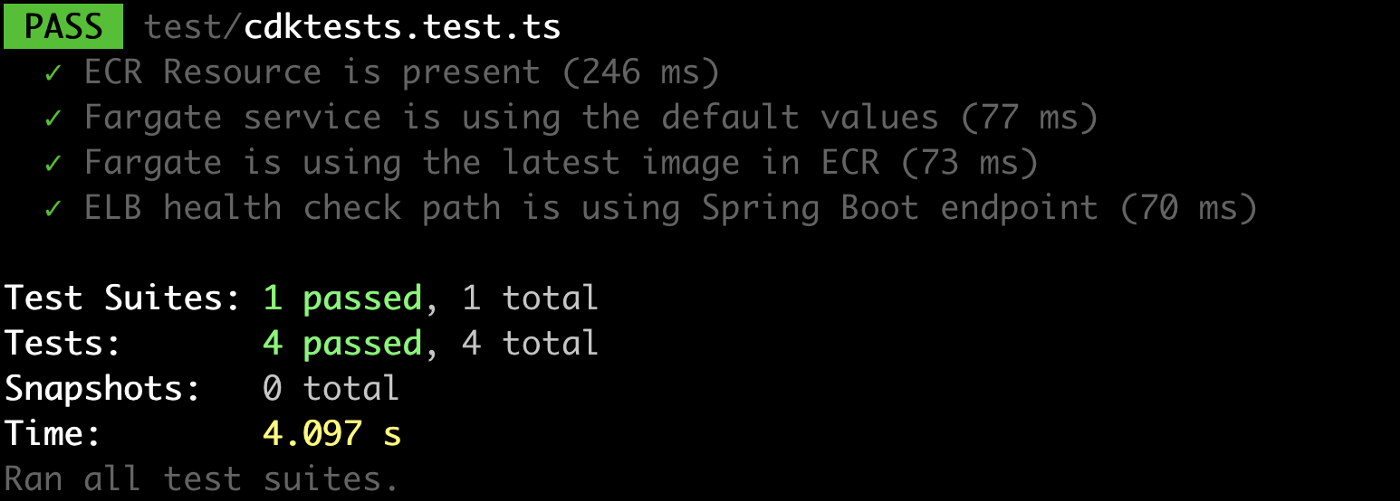 PASS test/cdktests.test.ts
✓ ECR Resource is present (246 ms)
✓ Fargate service is using the default values (77 ms)
✓ Fargate is using the latest image in ECR (73 ms)
✓ ELB health check path is using Spring Boot endpoint (70 ms)
Test Suites: 1 passed, 1 total
Tests: 4 passed, 4 total
Snapshots: 0 total
Time: 4.097 s
Ran all test suites.